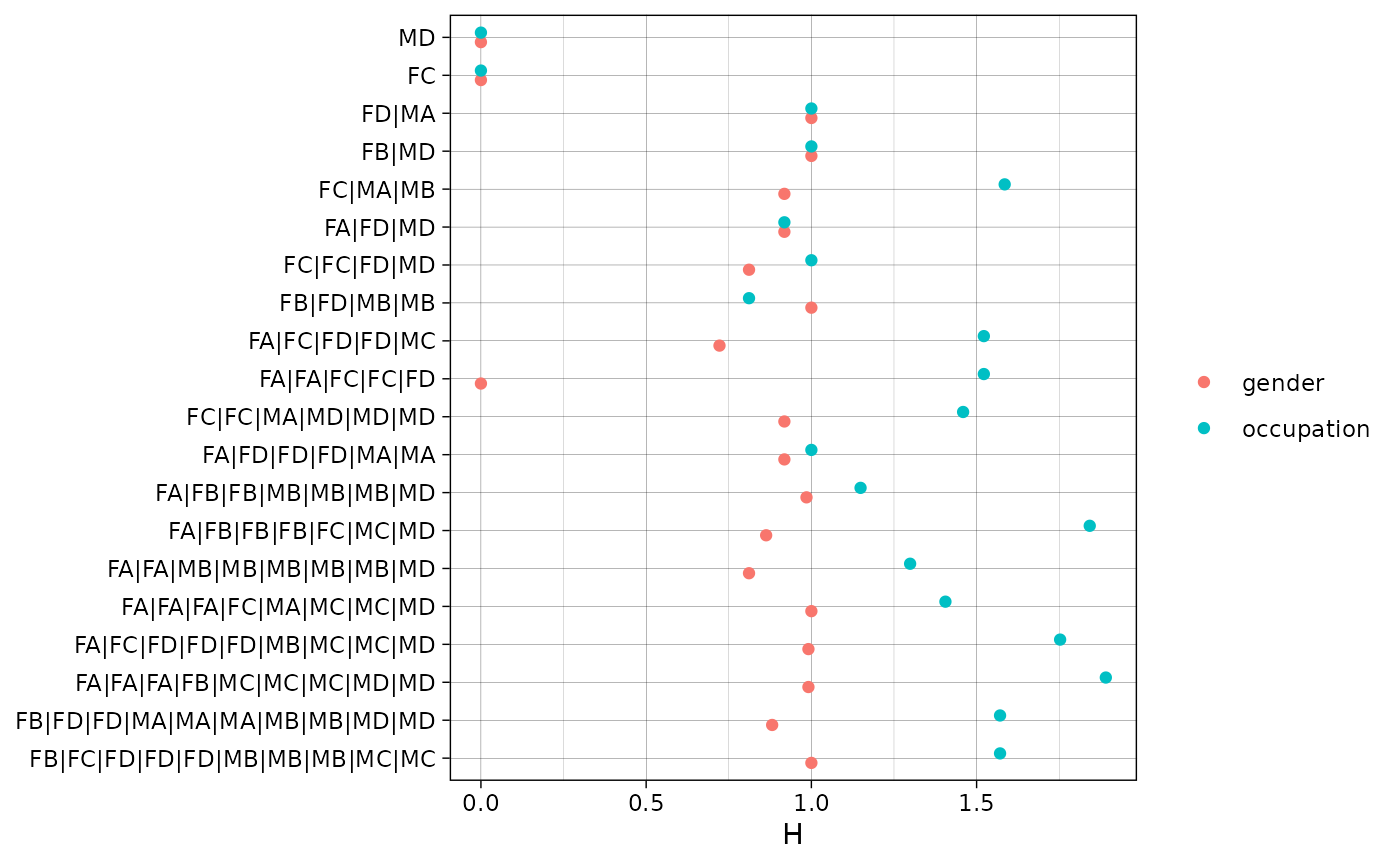 MD
FC
FD|MA
FB|MD
FC|MA|MB
FA|FD|MD
FC|FC|FD|MD
FB|FD|MB|MB
FA|FC|FD|FD|MC
FA|FA|FC|FC|FD
FC|FC|MA|MD|MD|MD
FA|FD|FD|FD|MA|MA
FA|FB|FB|MB|MB|MB|MD
FA|FB|FB|FB|FC|MC|MD
FA|FA|MB|MB|MB|MB|MB|MD
FA|FA|FA|FC|MA|MC|MC|MD
FA|FC|FD|FD|FD|MB|MC|MC|MD
FA|FA|FA|FB|MC|MC|MC|MD|MD
FB|FD|FD|MA|MA|MA|MB|MB|MD|MD
FB|FC|FD|FD|FD|MB|MB|MB|MC|MC
0.0 0.5 1.0 1.5
H
gender
occupation